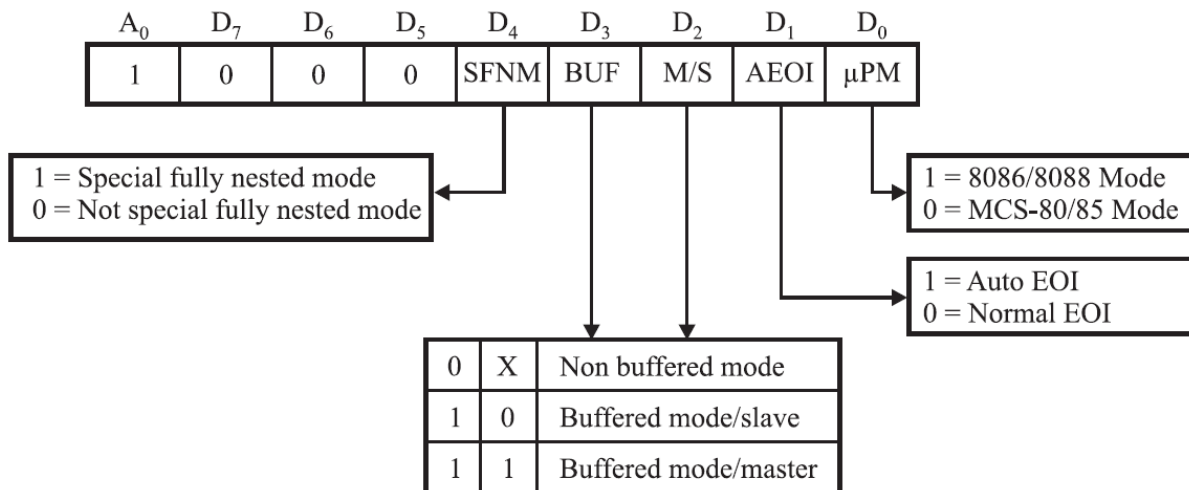 A₀ D₇ D₆ D₅ D₄ D₃ D₂ D₁ D₀
1 0 0 0 SFNM BUF M/S AEOI µPM
1 = Special fully nested mode
0 = Not special fully nested mode
1 = 8086/8088 Mode
0 = MCS-80/85 Mode
1 = Auto EOI
0 = Normal EOI
0 X Non buffered mode
1 0 Buffered mode/slave
1 1 Buffered mode/master